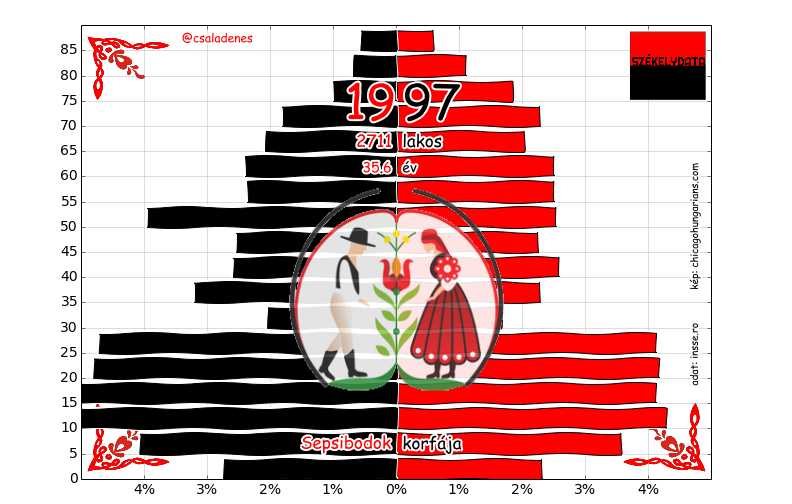 @csaladenes
SZÉKELYDATA
1997
2711 lakos
35.6 év
kép: chicagohungarians.com
adat: insse.ro
Sepsibodok korfája
85
80
75
70
65
60
55
50
45
40
35
30
25
20
15
10
5
0
4% 3% 2% 1% 0% 1% 2% 3% 4%